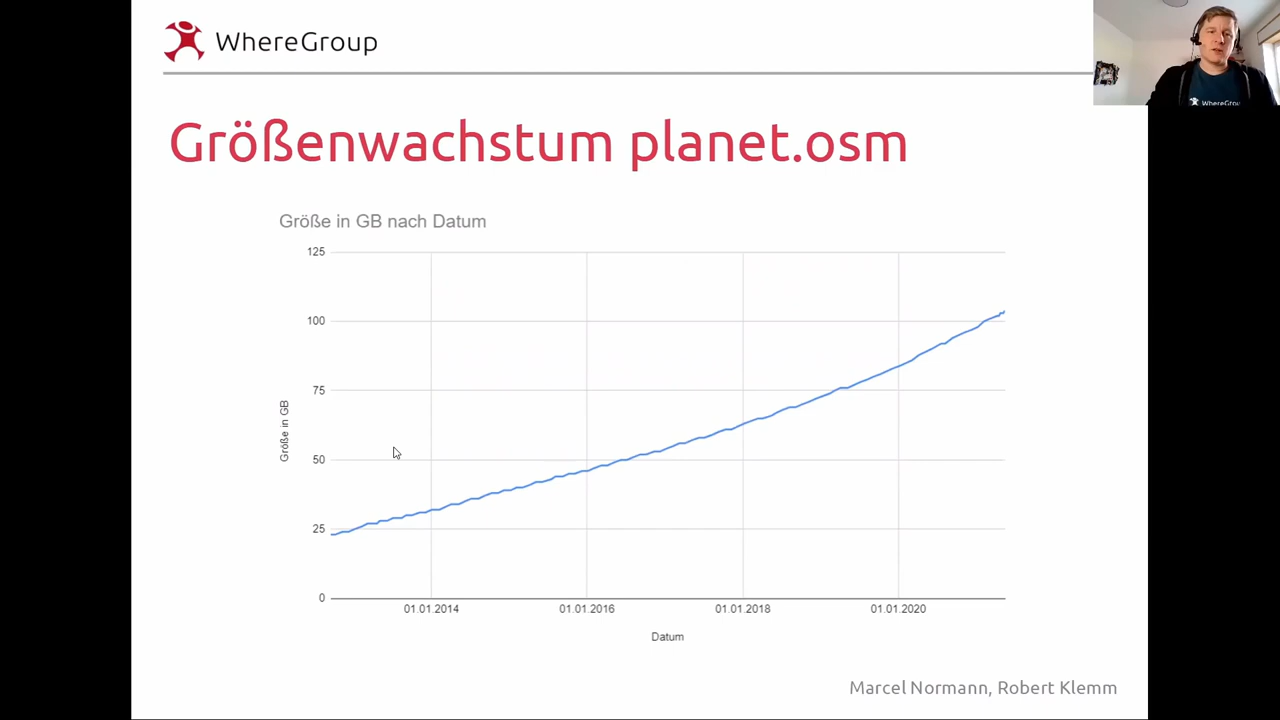 WhereGroup
WhereGroup
Größenwachstum planet.osm
Größe in GB nach Datum
125
100
75
50
25
0
Größe in GB
01.01.2014 01.01.2016 01.01.2018 01.01.2020
Datum
Marcel Normann, Robert Klemm